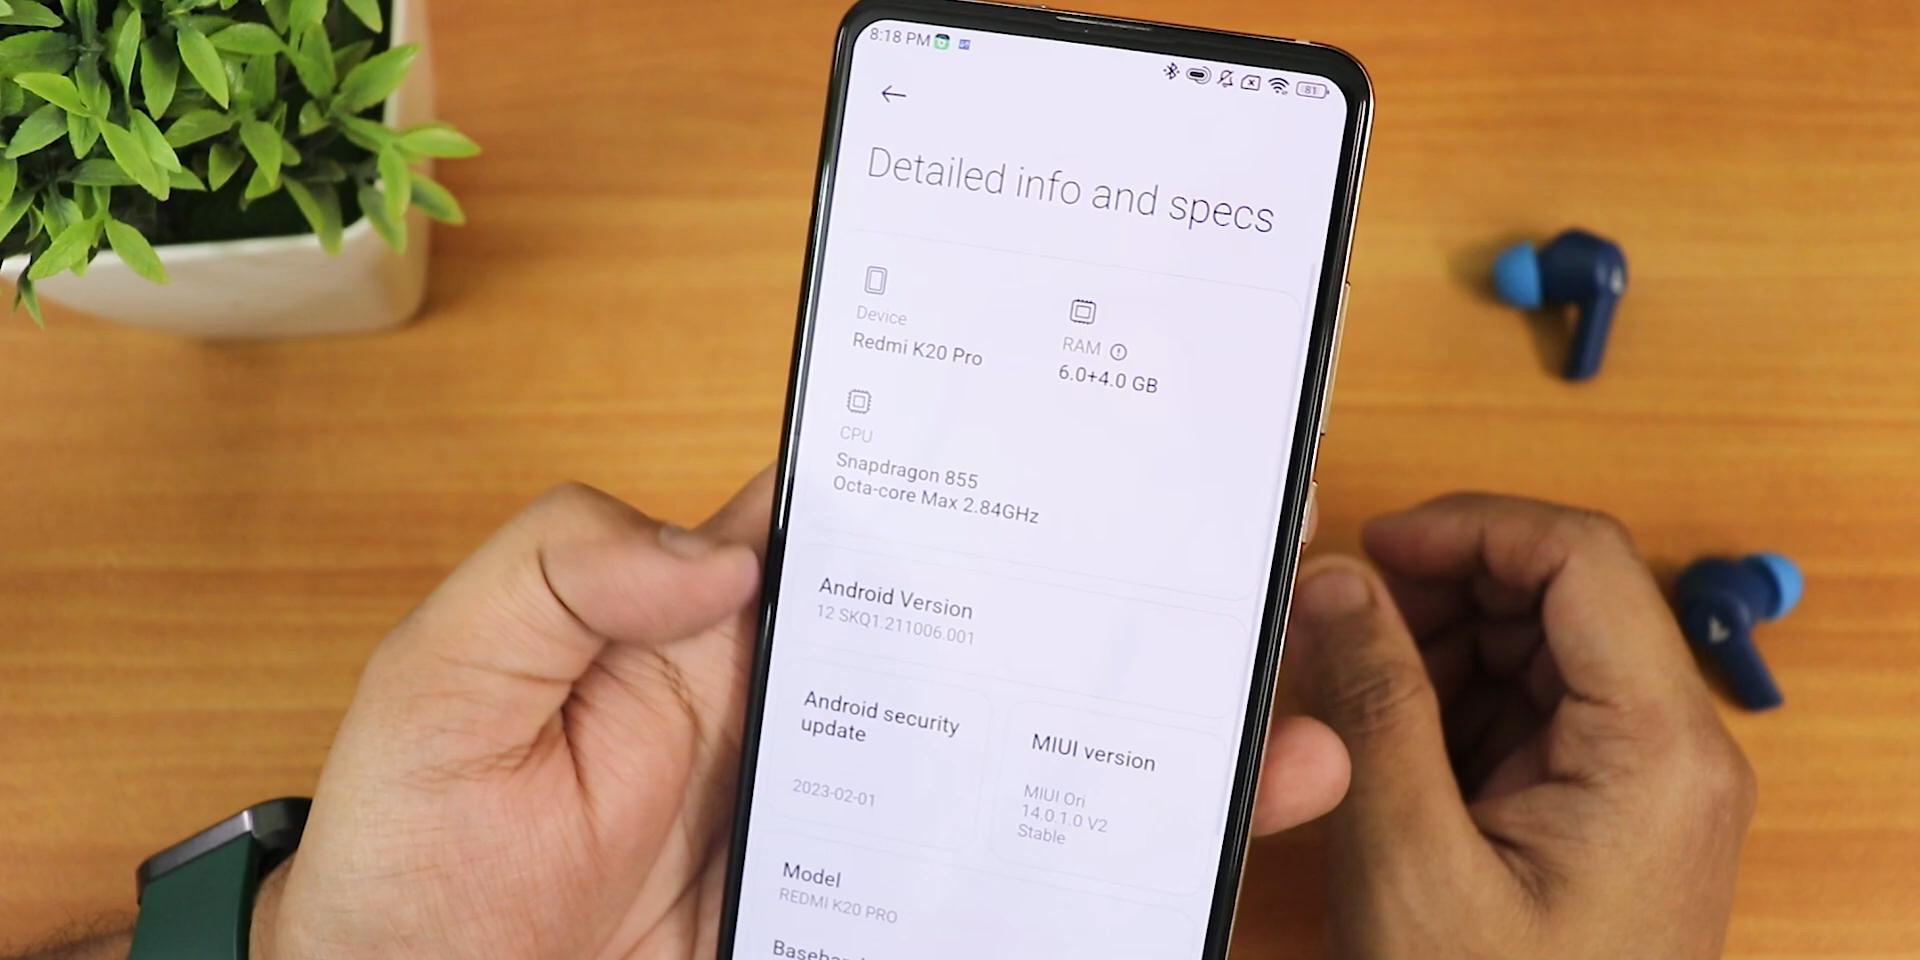 8:18 PM
81
Detailed info and specs
Device
Redmi K20 Pro
RAM
6.0+4.0 GB
CPU
Snapdragon 855
Octa-core Max 2.84GHz
Android Version
12 SKQ1.211006.001
Android security
update
2023-02-01
MIUI version
MIUI Ori
14.0.1.0 V2
Stable
Model
REDMI K20 PRO